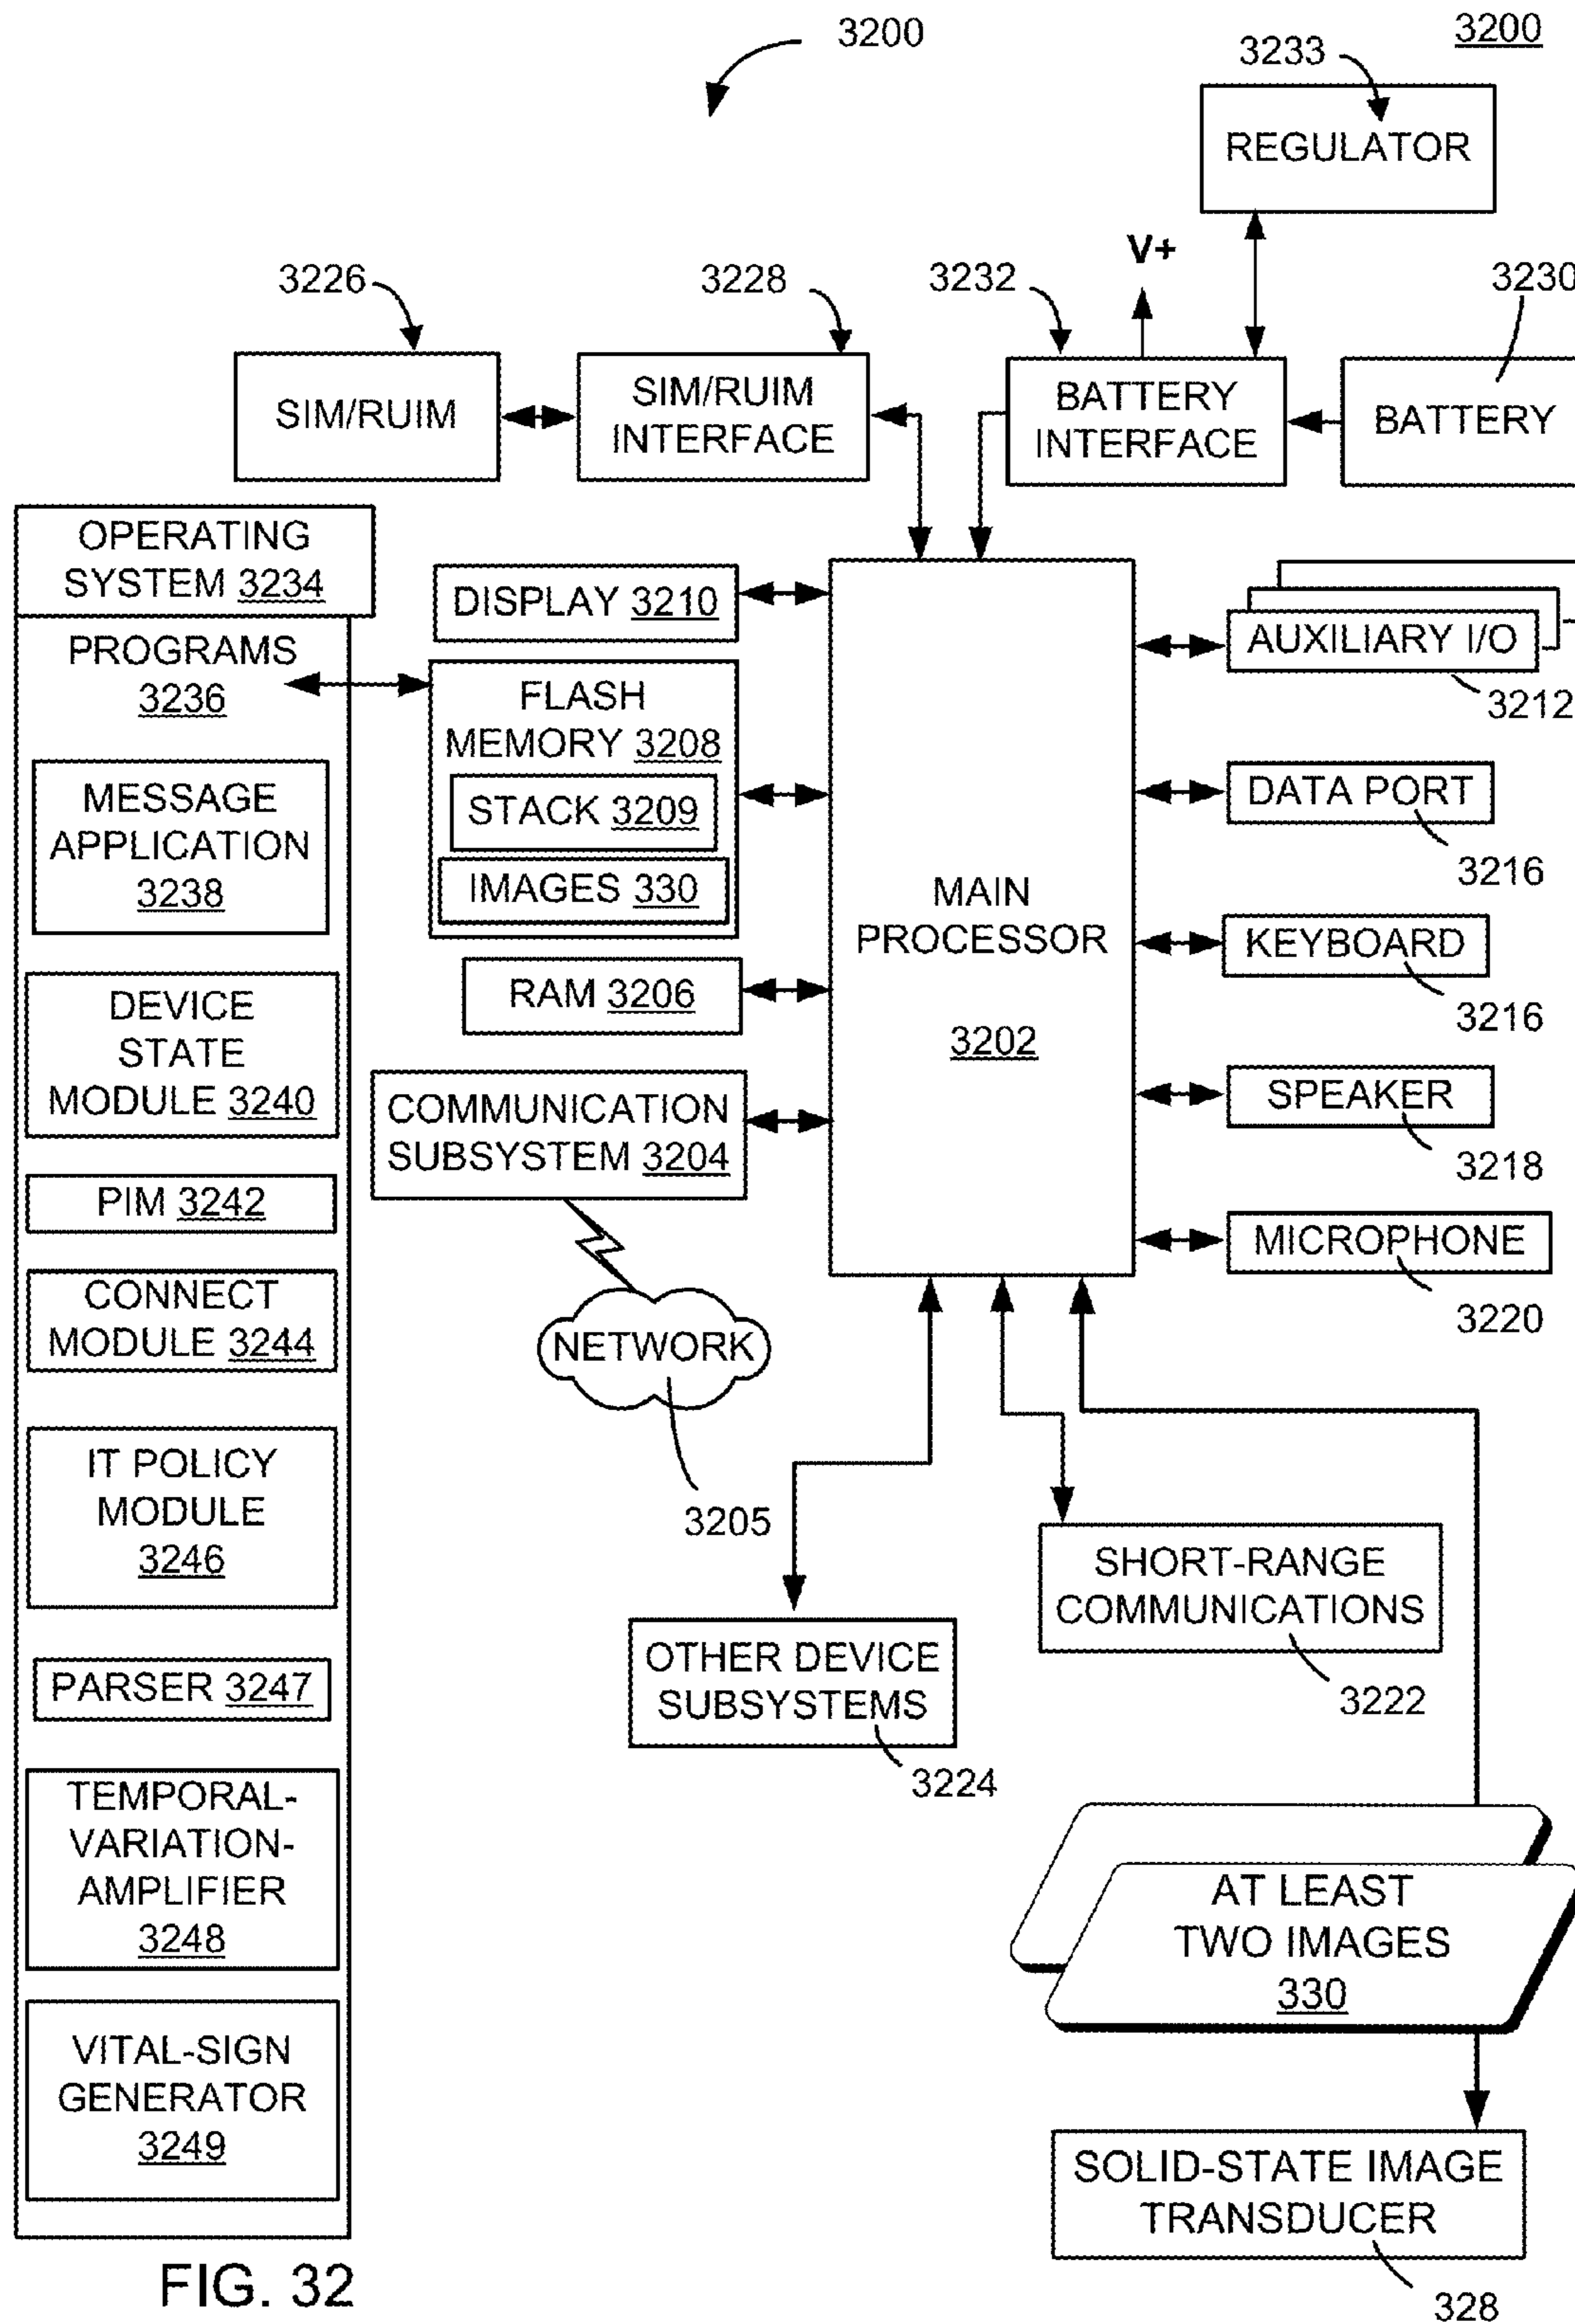 3200
3200
3233
REGULATOR
V+
3226
3228
3232
3230
SIM/RUIM
SIM/RUIM
INTERFACE
BATTERY
INTERFACE
BATTERY
OPERATING
SYSTEM 3234
PROGRAMS
3236
MESSAGE
APPLICATION
3238
DEVICE
STATE
MODULE 3240
PIM 3242
CONNECT
MODULE 3244
IT POLICY
MODULE
3246
PARSER 3247
TEMPORAL-
VARIATION-
AMPLIFIER
3248
VITAL-SIGN
GENERATOR
3249
DISPLAY 3210
FLASH
MEMORY 3208
STACK 3209
IMAGES 330
RAM 3206
COMMUNICATION
SUBSYSTEM 3204
NETWORK
3205
MAIN
PROCESSOR
3202
AUXILIARY I/O
3212
DATA PORT
3216
KEYBOARD
3216
SPEAKER
3218
MICROPHONE
3220
SHORT-RANGE
COMMUNICATIONS
3222
OTHER DEVICE
SUBSYSTEMS
3224
AT LEAST
TWO IMAGES
330
SOLID-STATE IMAGE
TRANSDUCER
328
FIG. 32